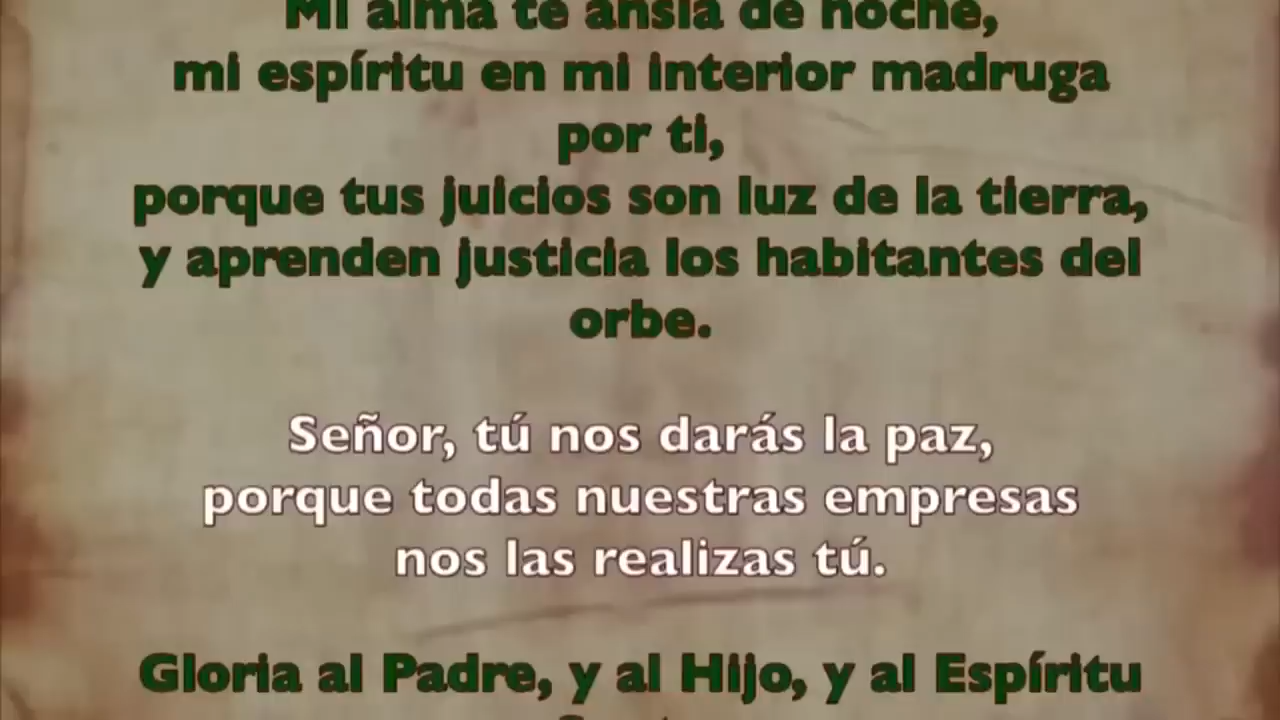 Mi alma te ansía de noche,
mi espíritu en mi interior madruga
por ti,
porque tus juicios son luz de la tierra,
y aprenden justicia los habitantes del
orbe.
Señor, tú nos darás la paz,
porque todas nuestras empresas
nos las realizas tú.
Gloria al Padre, y al Hijo, y al Espíritu